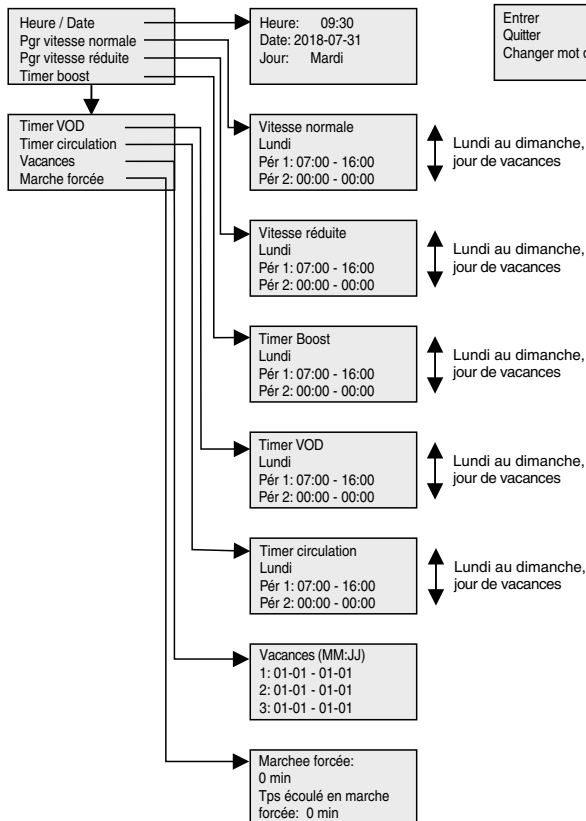 Heure / Date
Pgr vitesse normale
Pgr vitesse réduite
Timer boost
Timer VOD
Timer circulation
Vacances
Marche forcée
Heure: 09:30
Date: 2018-07-31
Jour: Mardi
Entrer
Quitter
Changer mot
Vitesse normale
Lundi
Pér 1: 07:00 - 16:00
Pér 2: 00:00 - 00:00
Lundi au dimanche,
jour de vacances
Vitesse réduite
Lundi
Pér 1: 07:00 - 16:00
Pér 2: 00:00 - 00:00
Lundi au dimanche,
jour de vacances
Timer Boost
Lundi
Pér 1: 07:00 - 16:00
Pér 2: 00:00 - 00:00
Lundi au dimanche,
jour de vacances
Timer VOD
Lundi
Pér 1: 07:00 - 16:00
Pér 2: 00:00 - 00:00
Lundi au dimanche,
jour de vacances
Timer circulation
Lundi
Pér 1: 07:00 - 16:00
Pér 2: 00:00 - 00:00
Lundi au dimanche,
jour de vacances
Vacances (MM:JJ)
1: 01-01 - 01-01
2: 01-01 - 01-01
3: 01-01 - 01-01
Marchee forcée:
0 min
Tps écoulé en marche
forcée: 0 min